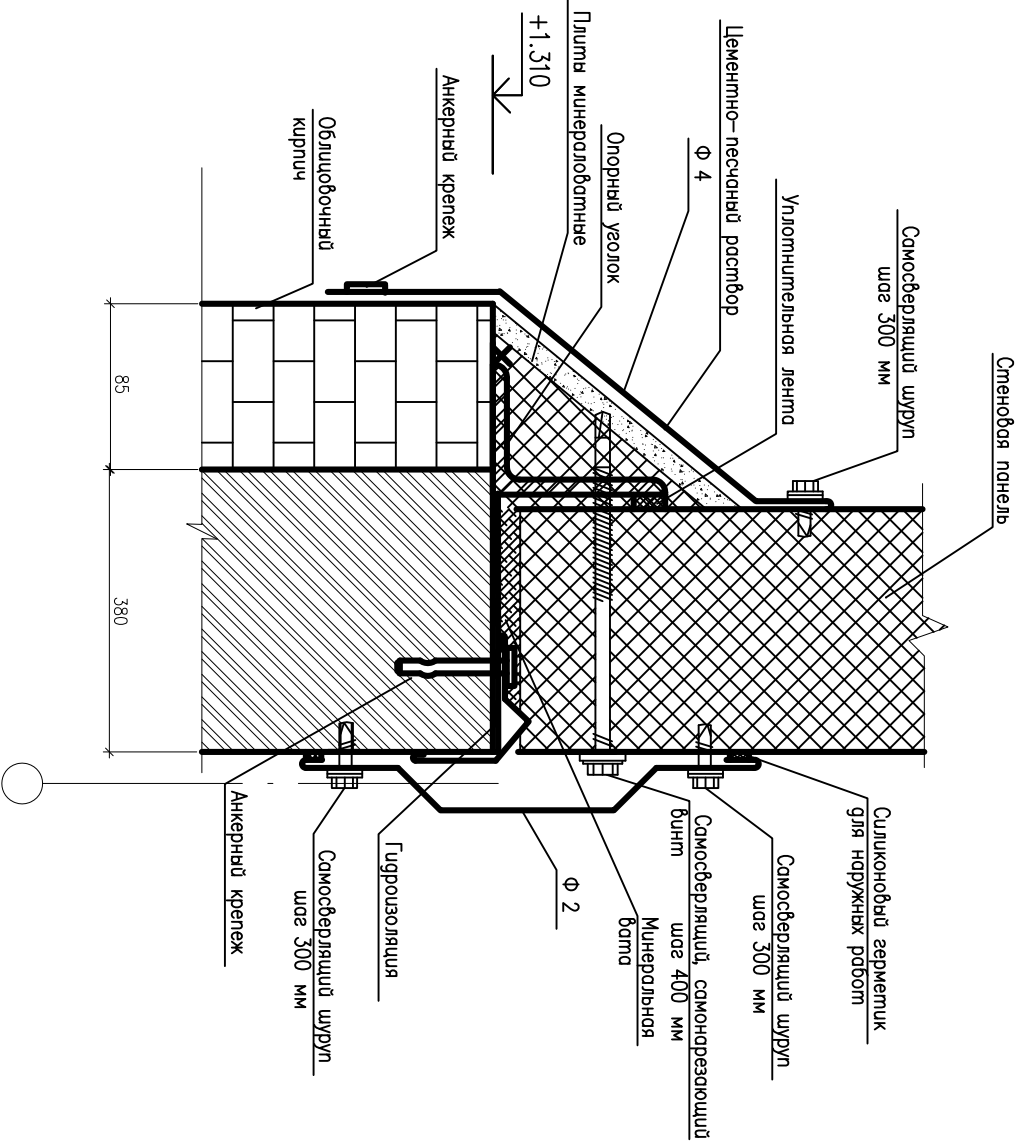 Стеновая панель
Самосверлящий шуруп
шаг 300 мм
Уплотнительная лента
Цементно-песчаный раствор
Ф 4
Опорный уголок
Плиты минераловатные
+1.310
Анкерный крепеж
Облицовочный
кирпич
85
380
Силиконовый герметик
для наружных работ
Самосверлящий шуруп
шаг 300 мм
Самосверлящий, самонарезающий
винт шаг 400 мм
Минеральная
вата
Ф 2
Гидроизоляция
Самосверлящий шуруп
шаг 300 мм
Анкерный крепеж